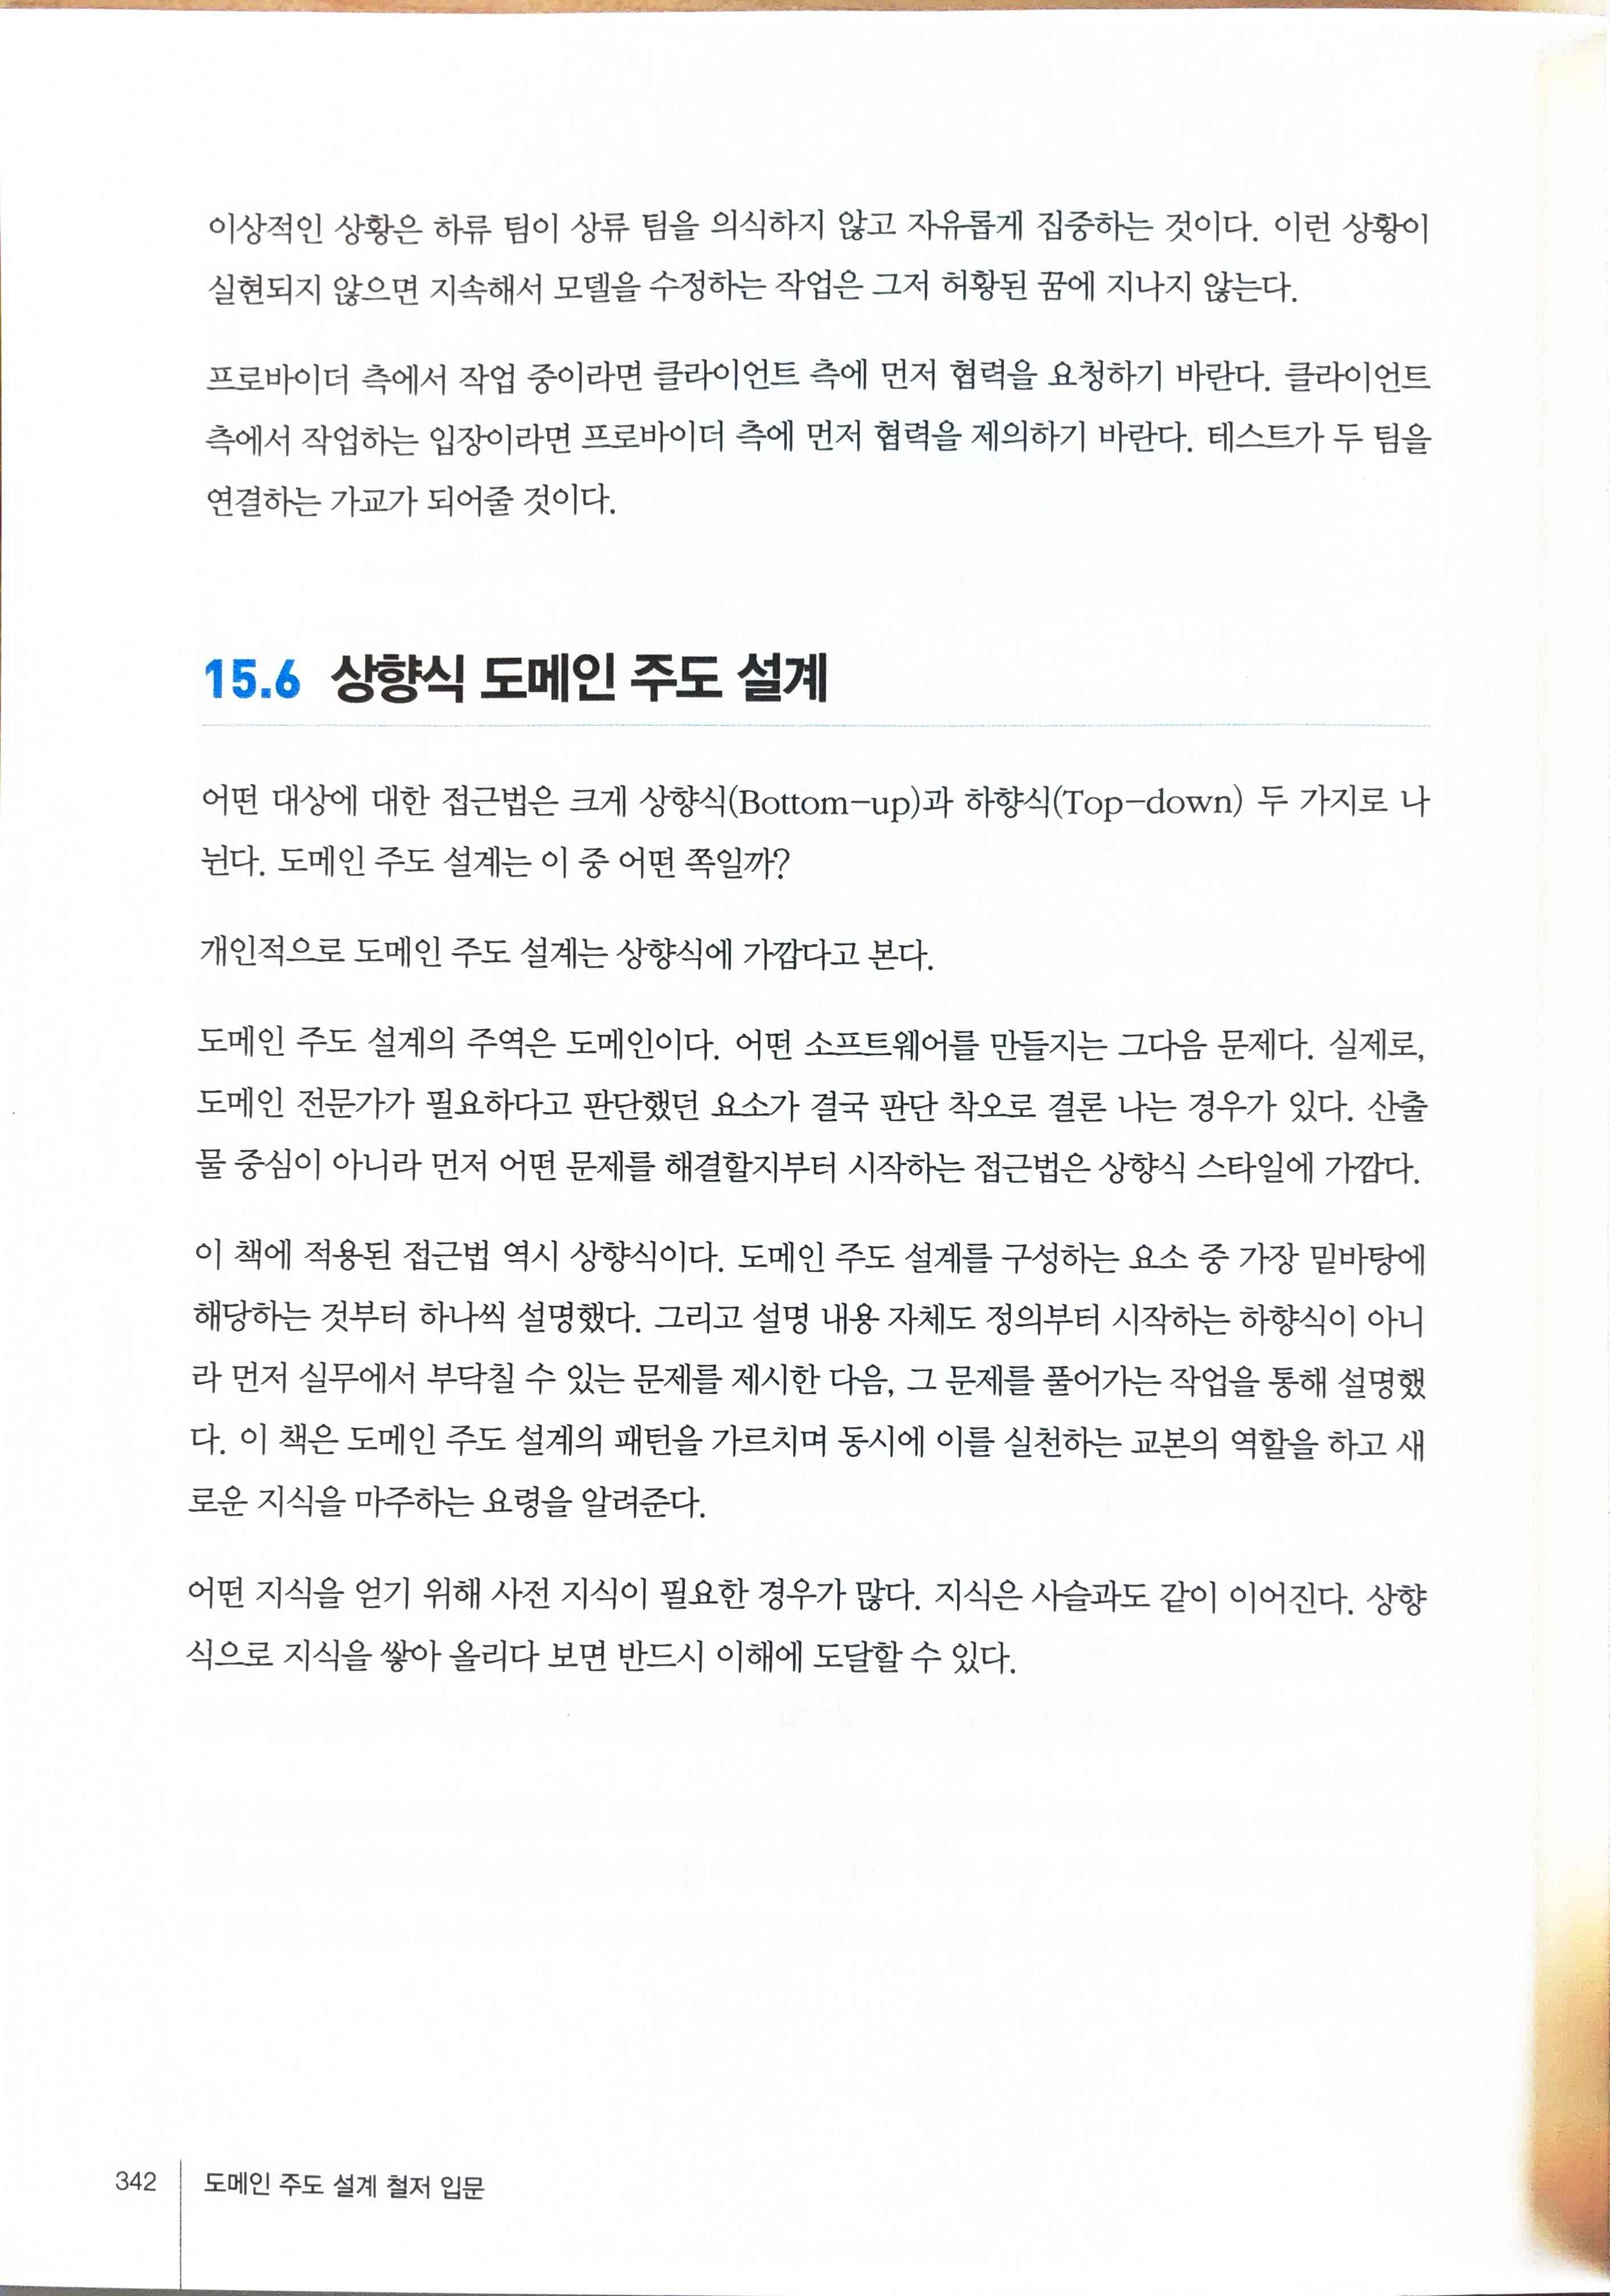 이상적인 상황은 하류 팀이 상류 팀을 의식하지 않고 자유롭게 집중하는 것이다. 이런 상황이
실현되지 않으면 지속해서 모델을 수정하는 작업은 그저 허황된 꿈에 지나지 않는다.
프로바이더 측에서 작업 중이라면 클라이언트 측에 먼저 협력을 요청하기 바란다. 클라이언트
측에서 작업하는 입장이라면 프로바이더 측에 먼저 협력을 제의하기 바란다. 테스트가 두 팀을
연결하는 가교가 되어줄 것이다.
15.6 상향식 도메인 주도 설계
어떤 대상에 대한 접근법은 크게 상향식(Bottom-up)과 하향식(Top-down) 두 가지로 나
뉜다. 도메인 주도 설계는 이 중 어떤 쪽일까?
개인적으로 도메인 주도 설계는 상향식에 가깝다고 본다.
도메인 주도 설계의 주역은 도메인이다. 어떤 소프트웨어를 만들지는 그다음 문제다. 실제로,
도메인 전문가가 필요하다고 판단했던 요소가 결국 판단 착오로 결론 나는 경우가 있다. 산출
물 중심이 아니라 먼저 어떤 문제를 해결할지부터 시작하는 접근법은 상향식 스타일에 가깝다.
이 책에 적용된 접근법 역시 상향식이다. 도메인 주도 설계를 구성하는 요소 중 가장 밑바탕에
해당하는 것부터 하나씩 설명했다. 그리고 설명 내용 자체도 정의부터 시작하는 하향식이 아니
라 먼저 실무에서 부닥칠 수 있는 문제를 제시한 다음, 그 문제를 풀어가는 작업을 통해 설명했
다. 이 책은 도메인 주도 설계의 패턴을 가르치며 동시에 이를 실천하는 교본의 역할을 하고 새
로운 지식을 마주하는 요령을 알려준다.
어떤 지식을 얻기 위해 사전 지식이 필요한 경우가 많다. 지식은 사슬과도 같이 이어진다. 상향
식으로 지식을 쌓아 올리다 보면 반드시 이해에 도달할 수 있다.
342 도메인 주도 설계 철저 입문